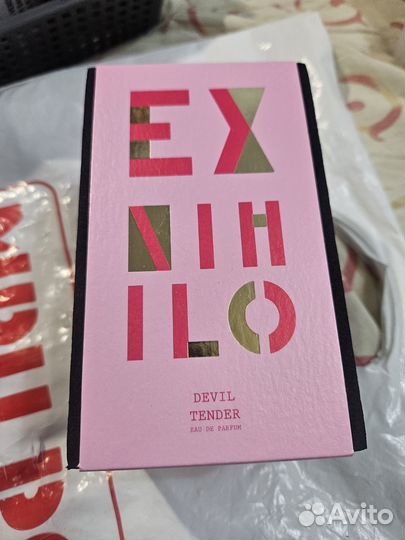 EX
NIH
ILO
DEVIL
TENDER
EAU DE PARFUM
Avito